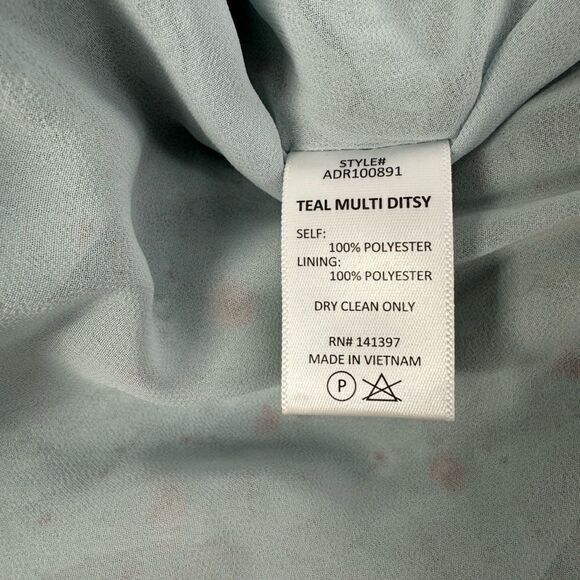 STYLE#
ADR100891
TEAL MULTI DITSY
SELF:
100% POLYESTER
LINING:
100% POLYESTER
DRY CLEAN ONLY
RN# 141397
MADE IN VIETNAM
P